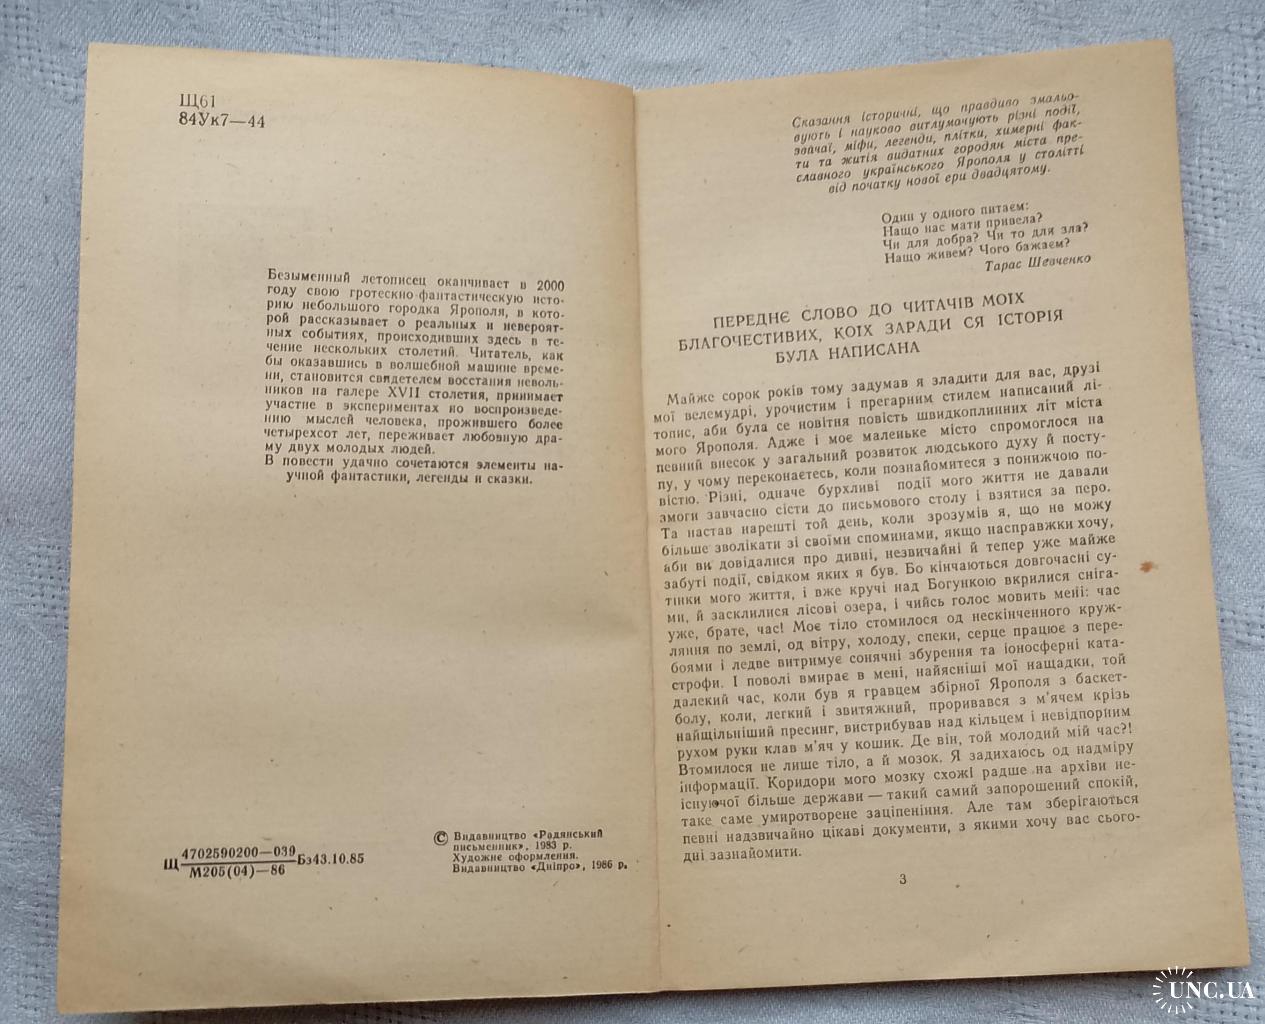 Щ61
84Ук7—44
Безыменный летописец оканчивает в 2000
году свою гротескно-фантастическую исто-
рию небольшого городка Ярополя, в кото-
рой рассказывает о реальных и невероят-
ных событиях, происходивших здесь в те-
чение нескольких столетий. Читатель, как
бы оказавшись в волшебной машине време-
ни, становится свидетелем восстания неволь-
ников на галере XVII столетия, принимает
участие в экспериментах по воспроизведе-
нию мыслей человека, прожившего более
четырехсот лет, переживает любовную дра-
му двух молодых людей.
В повести удачно сочетаются элементы на-
учной фантастики, легенды и сказки.
Щ 4702590200—039 Бз43.10.85
М205(04)—86
© Видавництво «Радянський
письменник», 1983 р.
Художнє оформлення.
Видавництво «Дніпро», 1986 р.
Сказання історичні, що правдиво змальо-
вують і науково витлумачують різні події,
звичаї, міфи, легенди, плітки, химерні фак-
ти та житія видатних городян міста пре-
славного українського Ярополя у столітті
від початку нової ери двадцятому.
Один у одного питаєм:
Нащо нас мати привела?
Чи для добра? Чи то для зла?
Нащо живем? Чого бажаєм?
Тарас Шевченко
ПЕРЕДНЄ СЛОВО ДО ЧИТАЧІВ МОЇХ
БЛАГОЧЕСТИВИХ, КОІХ ЗАРАДИ СЯ ІСТОРІЯ
БУЛА НАПИСАНА
Майже сорок років тому задумав я зладити для вас, друзі
мої велемудрі, урочистим і прегарним стилем написаний лі-
топис, аби була се новітня повість швидкоплинних літ міста
мого Ярополя. Адже і моє маленьке місто спромоглося на
певний внесок у загальний розвиток людського духу й посту-
пу, у чому переконаєтесь, коли познайомитеся з понижчою по-
вістю. Різні, одначе бурхливі події мого життя не давали
змоги завчасно сісти до письмового столу і взятися за перо.
Та настав нарешті той день, коли зрозумів я, що не можу
більше зволікати зі своїми споминами, якщо насправжки хочу,
аби ви довідалися про дивні, незвичайні й тепер уже майже
забуті події, свідком яких я був. Бо кінчаються довгочасні су-
тінки мого життя, і вже кручі над Богункою вкрилися сніга-
ми, й засклилися лісові озера, і чийсь голос мовить мені: час
уже, брате, час! Моє тіло стомилося од нескінченного круж-
ляння по землі, од вітру, холоду, спеки, серце працює з пере-
боями і ледве витримує сонячні збурення та іоносферні ката-
строфи. І поволі вмирає в мені, найясніші мої нащадки, той
далекий час, коли був я гравцем збірної Ярополя з баскет-
болу, коли, легкий і звитяжний, проривався з м'ячем крізь
найщільніший пресинг, вистрибував над кільцем і невідпорним
рухом руки клав м'яч у кошик. Де він, той молодий мій час?!
Втомилося не лише тіло, а й мозок. Я задихаюсь од надміру
інформації. Коридори мого мозку схожі радше на архіви не-
існуючої більше держави — такий самий запорошений спокій,
таке саме умиротворене заціпеніння. Але там зберігаються
певні надзвичайно цікаві документи, з якими хочу вас сього-
дні зазнайомити.
3
UNC.UA